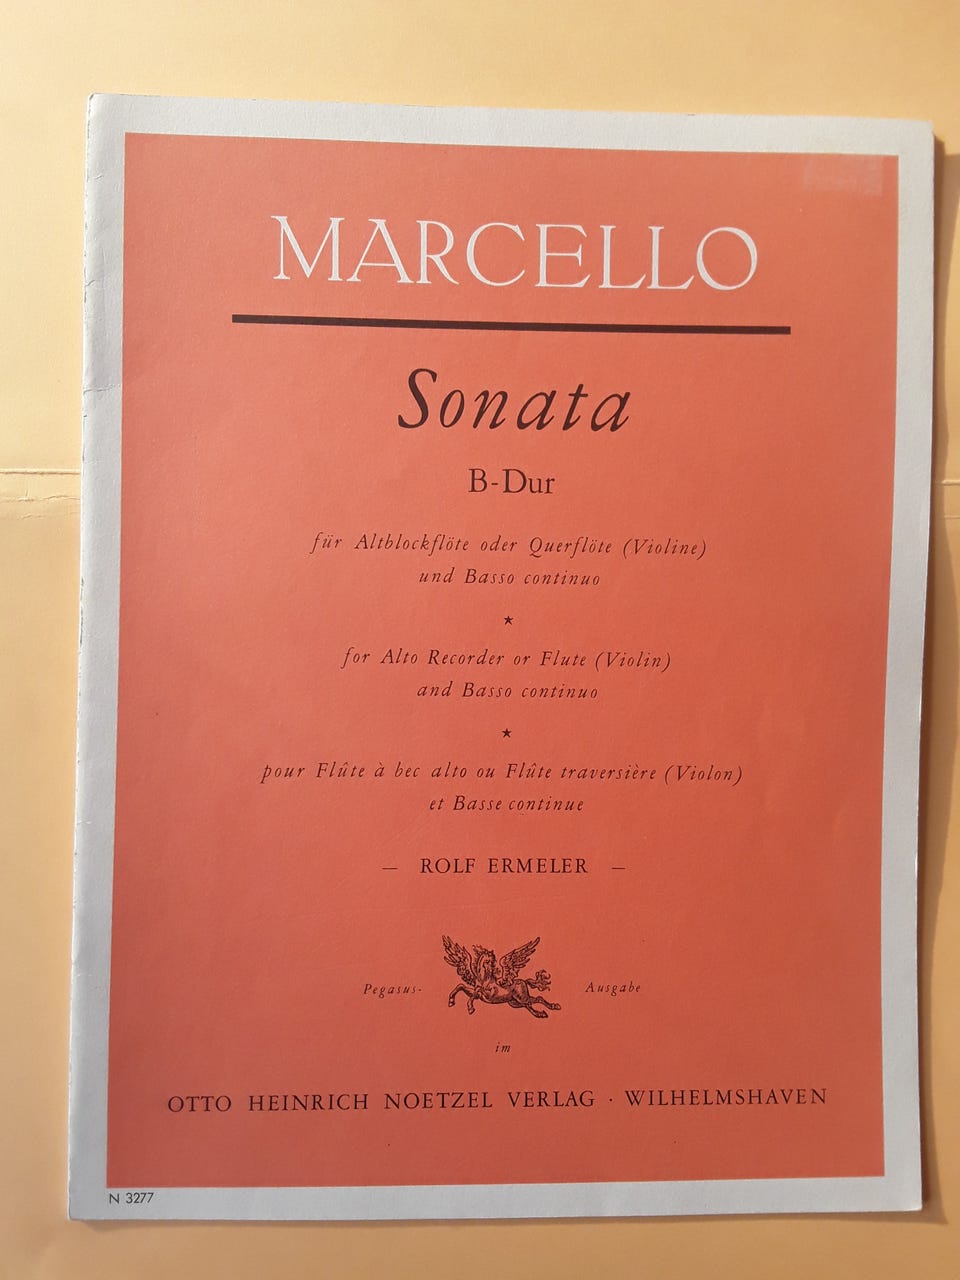 MARCELLO
Sonata
B-Dur
für Altblockflöte oder Querflöte (Violine)
und Basso continuo
★
for Alto Recorder or Flute (Violin)
and Basso continuo
★
pour Flûte à bec alto ou Flûte traversière (Violon)
et Basse continue
— ROLF ERMELER —
Pegasus- Ausgabe
im
OTTO HEINRICH NOETZEL VERLAG · WILHELMSHAVEN
N 3277